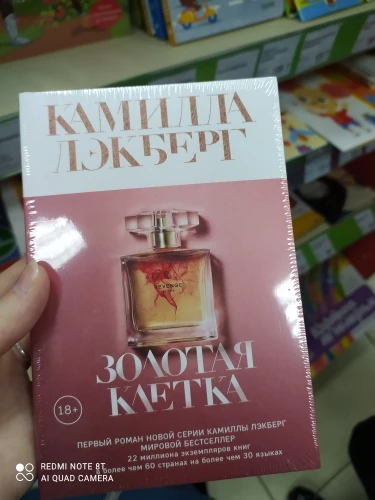 КАМИЛЛА
ЛЭКБЕРГ
REVENGE
ЗОЛОТАЯ
КЛЕТКА
18+
ПЕРВЫЙ РОМАН НОВОЙ СЕРИИ КАМИЛЛЫ ЛЭКБЕРГ
МИРОВОЙ БЕСТСЕЛЛЕР
22 миллиона экземпляров книг
в более чем 60 странах на более чем 30 языках
REDMI NOTE 8T
AI QUAD CAMERA